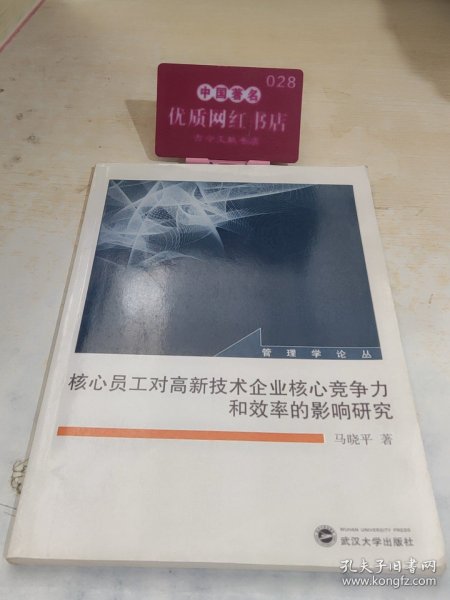 028
中国著名
优质网红书店
管理学论丛
核心员工对高新技术企业核心竞争力
和效率的影响研究
马晓平 著
WUHAN UNIVERSITY PRESS
武汉大学出版社
孔夫子旧书网
www.kongfz.com